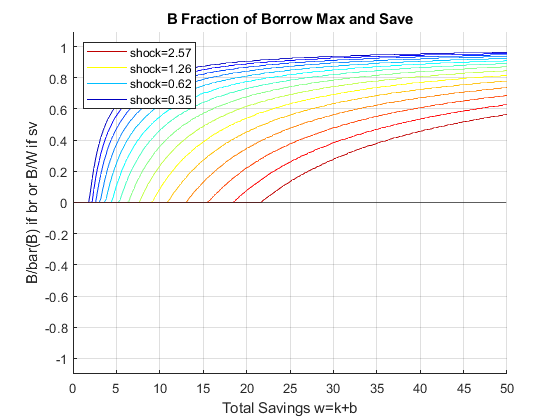 B Fraction of Borrow Max and Save
shock=2.57
shock=1.26
shock=0.62
shock=0.35
B/bar(B) if br or B/W if sv
1
0.8
0.6
0.4
0.2
0
-0.2
-0.4
-0.6
-0.8
-1
0 5 10 15 20 25 30 35 40 45 50
Total Savings w=k+b